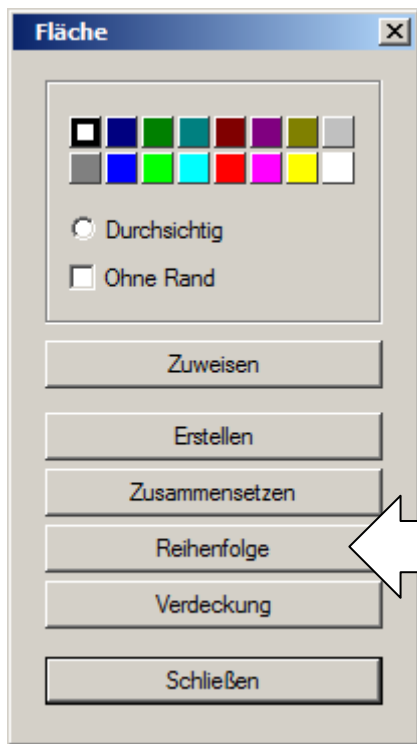 Fläche
Durchsichtig
Ohne Rand
Zuweisen
Erstellen
Zusammensetzen
Reihenfolge
Verdeckung
Schließen